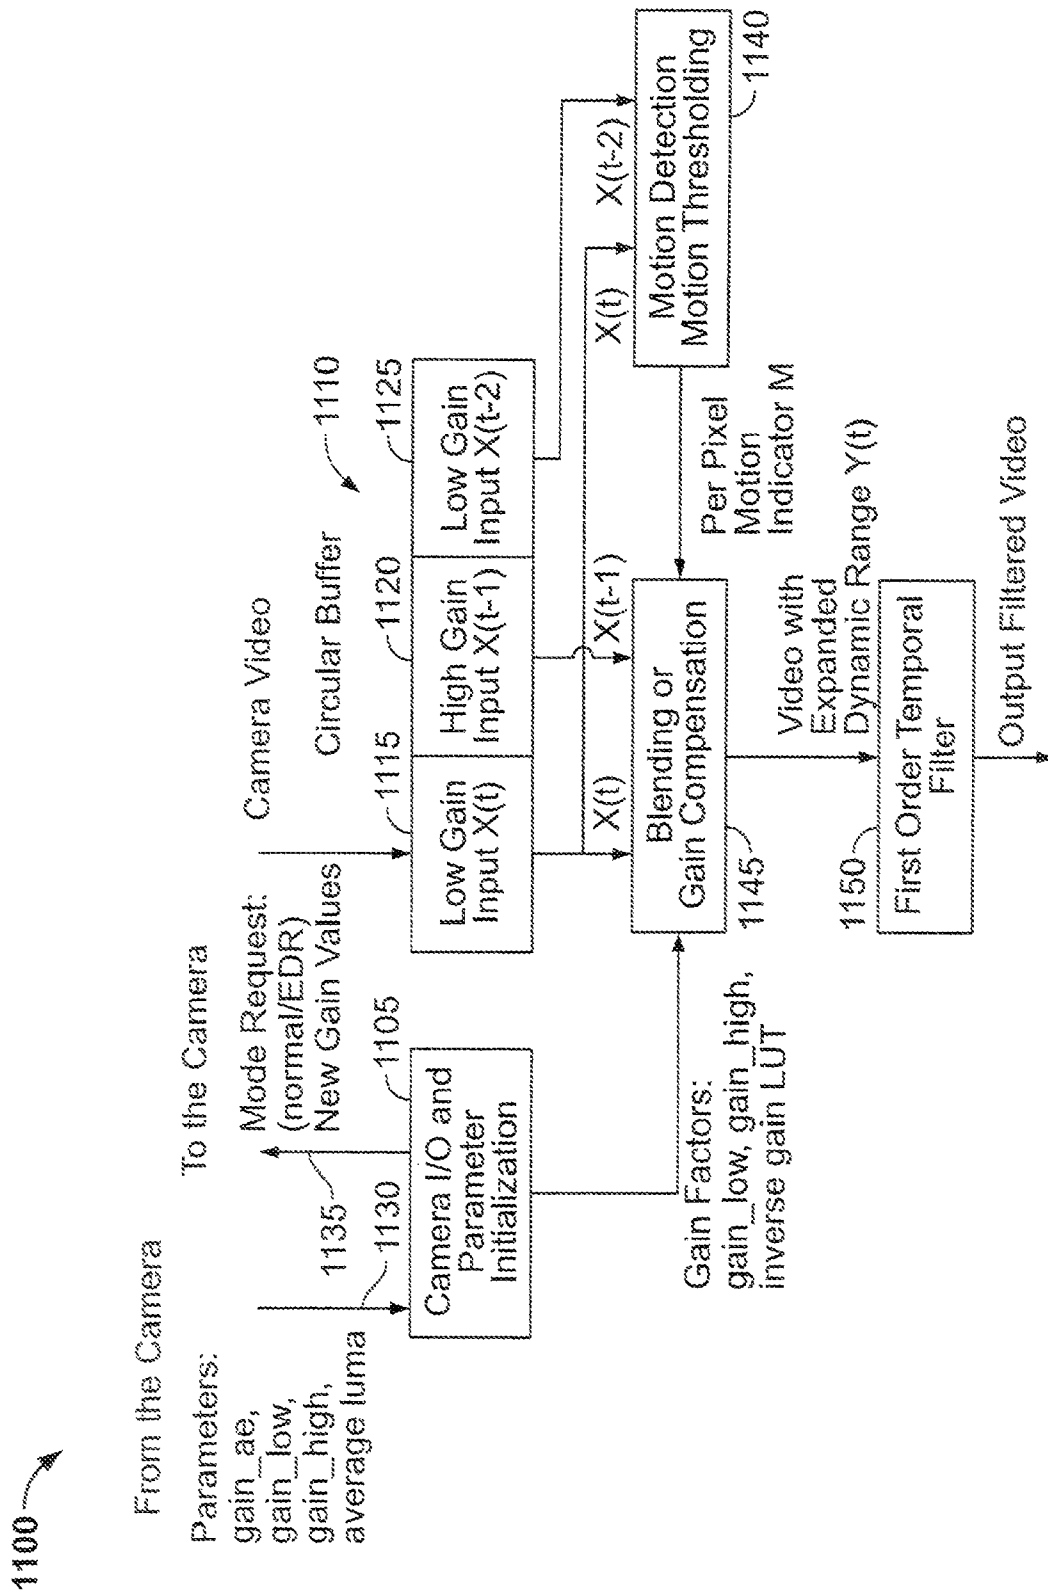 1100
From the Camera
Parameters:
gain_ae,
gain_low,
gain_high,
average luma
1130
1135
To the Camera
Mode Request:
(normal/EDR)
New Gain Values
1105
Camera I/O and
Parameter
Initialization
Gain Factors:
gain_low, gain_high,
inverse gain LUT
Camera Video
Circular Buffer
1110
1115
1120
1125
Low Gain
Input X(t)
High Gain
Input X(t-1)
Low Gain
Input X(t-2)
X(t)
X(t-1)
X(t)
X(t-2)
Motion Detection
Motion Thresholding
1140
Per Pixel
Motion
Indicator M
Blending or
Gain Compensation
1145
Video with
Expanded
Dynamic Range Y(t)
1150
First Order Temporal
Filter
Output Filtered Video